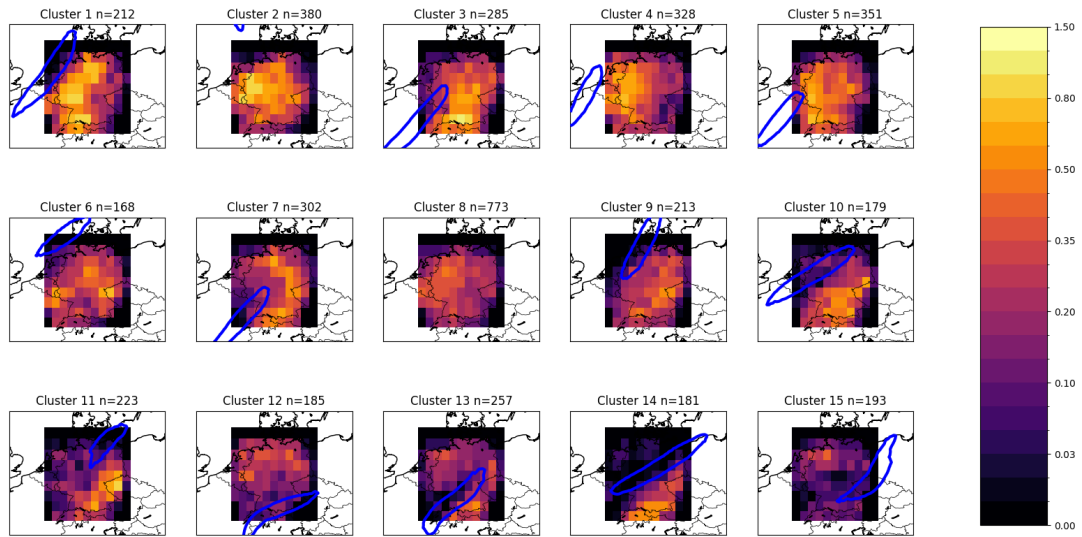 Cluster 1 n=212
Cluster 2 n=380
Cluster 3 n=285
Cluster 4 n=328
Cluster 5 n=351
Cluster 6 n=168
Cluster 7 n=302
Cluster 8 n=773
Cluster 9 n=213
Cluster 10 n=179
Cluster 11 n=223
Cluster 12 n=185
Cluster 13 n=257
Cluster 14 n=181
Cluster 15 n=193
1.50
0.80
0.50
0.35
0.20
0.10
0.03
0.00